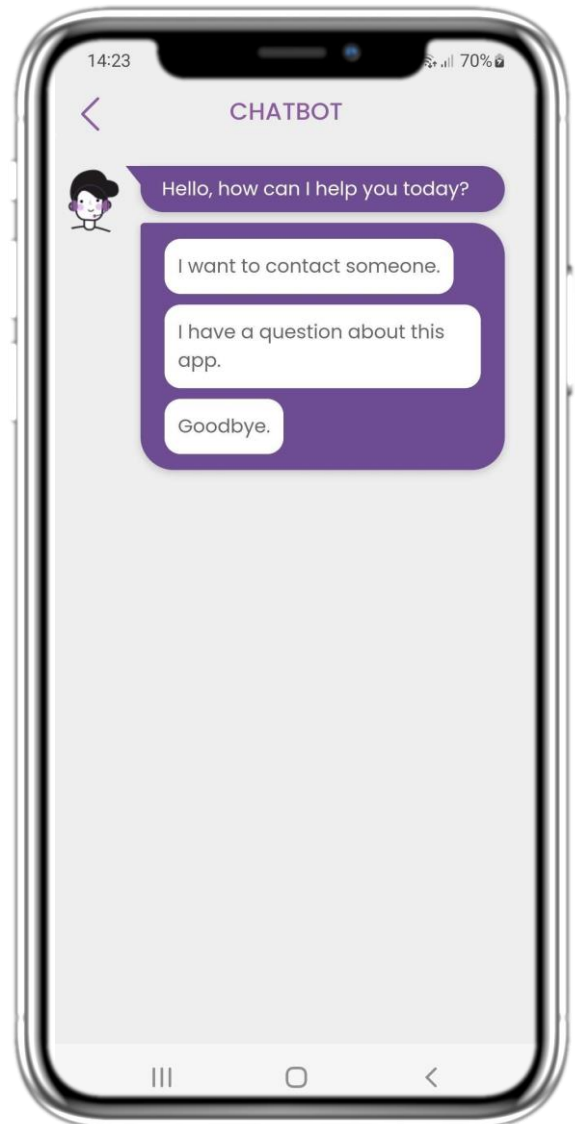 14:23
70%
CHATBOT
Hello, how can I help you today?
I want to contact someone.
I have a question about this
app.
Goodbye.